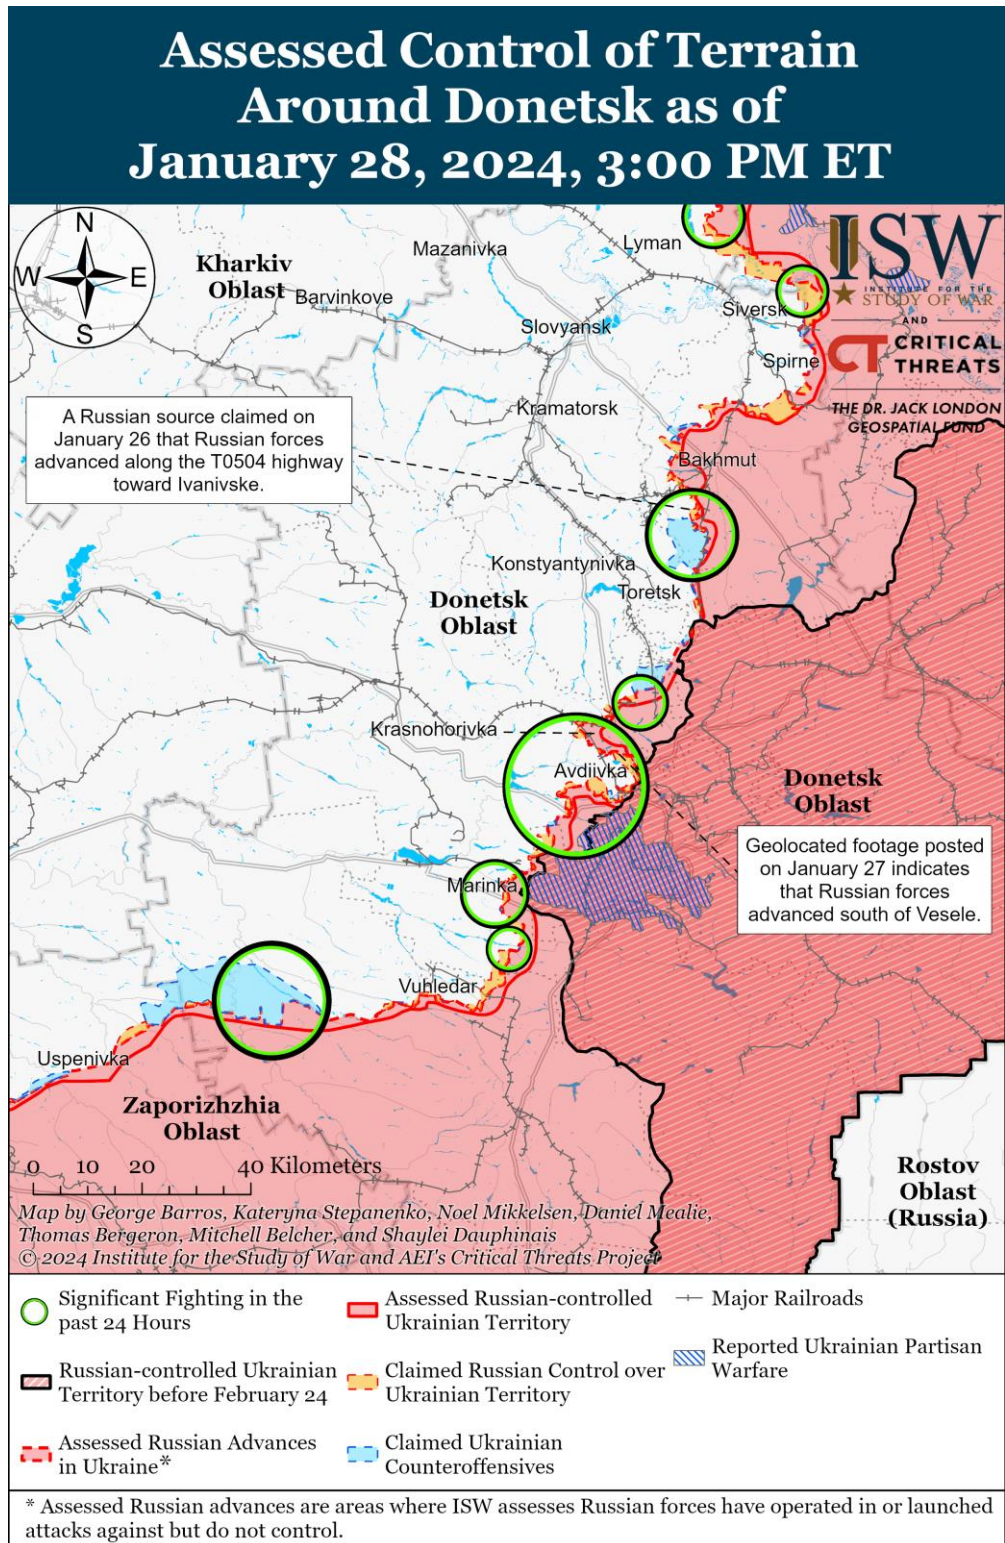 Assessed Control of Terrain
Around Donetsk as of
January 28, 2024, 3:00 PM ET
N
W
E
S
Kharkiv
Oblast
Mazanivka
Barvinkove
Lyman
ISW
INSTITUTE FOR THE
STUDY OF WAR
AND
CT CRITICAL
THREATS
THE DR. JACK LONDON
GEOSPATIAL FUND
Siversk
Slovyansk
Spirne
Kramatorsk
A Russian source claimed on
January 26 that Russian forces
advanced along the T0504 highway
toward Ivanivske.
Bakhmut
Konstyantynivka
Toretsk
Donetsk
Oblast
Krasnohorivka
Avdiivka
Donetsk
Oblast
Geolocated footage posted
on January 27 indicates
that Russian forces
advanced south of Vesele.
Marinka
Vuhledar
Uspenivka
Zaporizhzhia
Oblast
Rostov
Oblast
(Russia)
0 10 20 40 Kilometers
Map by George Barros, Kateryna Stepanenko, Noel Mikkelsen, Daniel Mealie,
Thomas Bergeron, Mitchell Belcher, and Shaylei Dauphinais
© 2024 Institute for the Study of War and AEI's Critical Threats Project
Significant Fighting in the
past 24 Hours
Russian-controlled Ukrainian
Territory before February 24
Assessed Russian Advances
in Ukraine*
Assessed Russian-controlled
Ukrainian Territory
Claimed Russian Control over
Ukrainian Territory
Claimed Ukrainian
Counteroffensives
Major Railroads
Reported Ukrainian Partisan
Warfare
* Assessed Russian advances are areas where ISW assesses Russian forces have operated in or launched
attacks against but do not control.